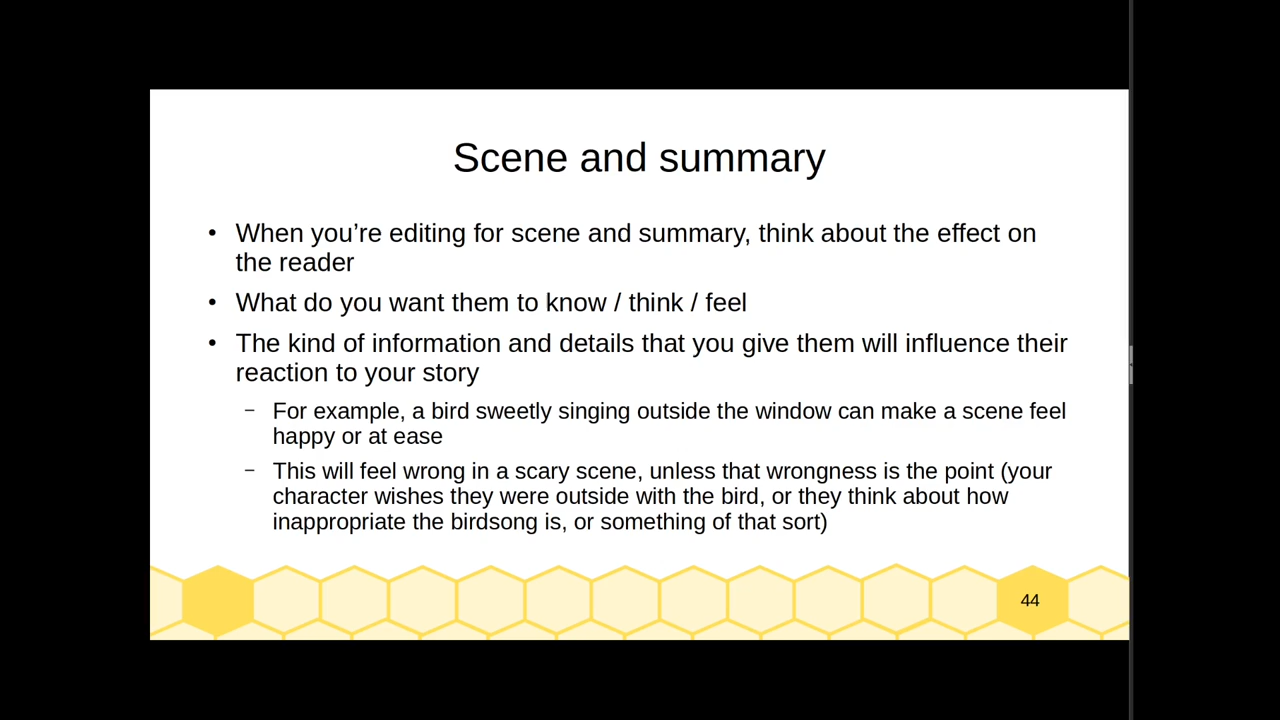 Scene and summary
• When you’re editing for scene and summary, think about the effect on
the reader
• What do you want them to know / think / feel
• The kind of information and details that you give them will influence their
reaction to your story
– For example, a bird sweetly singing outside the window can make a scene feel
happy or at ease
– This will feel wrong in a scary scene, unless that wrongness is the point (your
character wishes they were outside with the bird, or they think about how
inappropriate the birdsong is, or something of that sort)
44